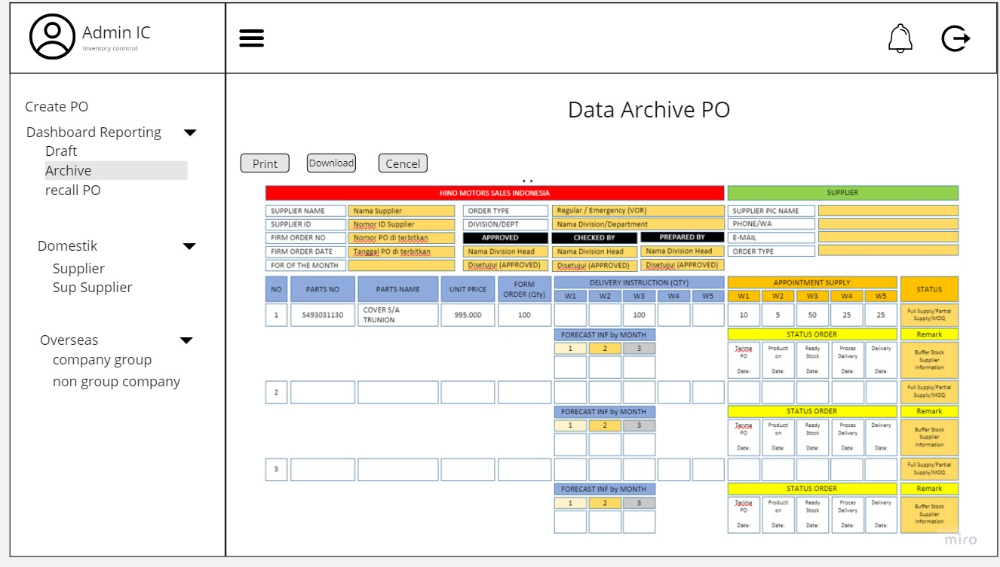 Admin IC
Inventory conntrol
Create PO
Dashboard Reporting
Draft
Archive
recall PO
Domestik
Supplier
Sup Supplier
Overseas
company group
non group company
Data Archive PO
Print Download Cencel
HINO MOTORS SALES INDONESIA SUPPLIER
SUPPLIER NAME Nama Supplier ORDER TYPE Regular / Emergency (VOR) SUPPLIER PIC NAME
SUPPLIER ID Nomor ID Supplier DIVISION/DEPT Nama Division/Department PHONE/WA
FIRM ORDER NO Nomor PO di terbitkan APPROVED CHECKED BY PREPARED BY E-MAIL
FIRM ORDER DATE Tanggal PO di terbitkan Nama Division Head Nama Division Head Nama Division Head ORDER TYPE
FOR OF THE MONTH Disetujui (APPROVED) Disetujui (APPROVED) Disetujui (APPROVED)
NO PARTS NO PARTS NAME UNIT PRICE FORM ORDER (Qty) DELIVERY INSTRUCTION (QTY) APPOINTMENT SUPPLY STATUS
W1 W2 W3 W4 W5 W1 W2 W3 W4 W5
1 S493031130 COVER S/A TRUNION 995.000 100 100 10 5 50 25 25 Full Supply/Partial Supply/MOQ
FORECAST INF by MONTH STATUS ORDER Remark
1 2 3 Tarima PO Producti on Ready Stock Proces Delivery Delivery Buffer Stock Supplier Information
Date: Date: Date: Date: Date:
2 Full Supply/Partial Supply/MOQ
FORECAST INF by MONTH STATUS ORDER Remark
1 2 3 Tarima PO Producti on Ready Stock Proces Delivery Delivery Buffer Stock Supplier Information
Date: Date: Date: Date: Date:
3 Full Supply/Partial Supply/MOQ
FORECAST INF by MONTH STATUS ORDER Remark
1 2 3 Tarima PO Producti on Ready Stock Proces Delivery Delivery Buffer Stock Supplier Information
Date: Date: Date: Date: Date:
miro